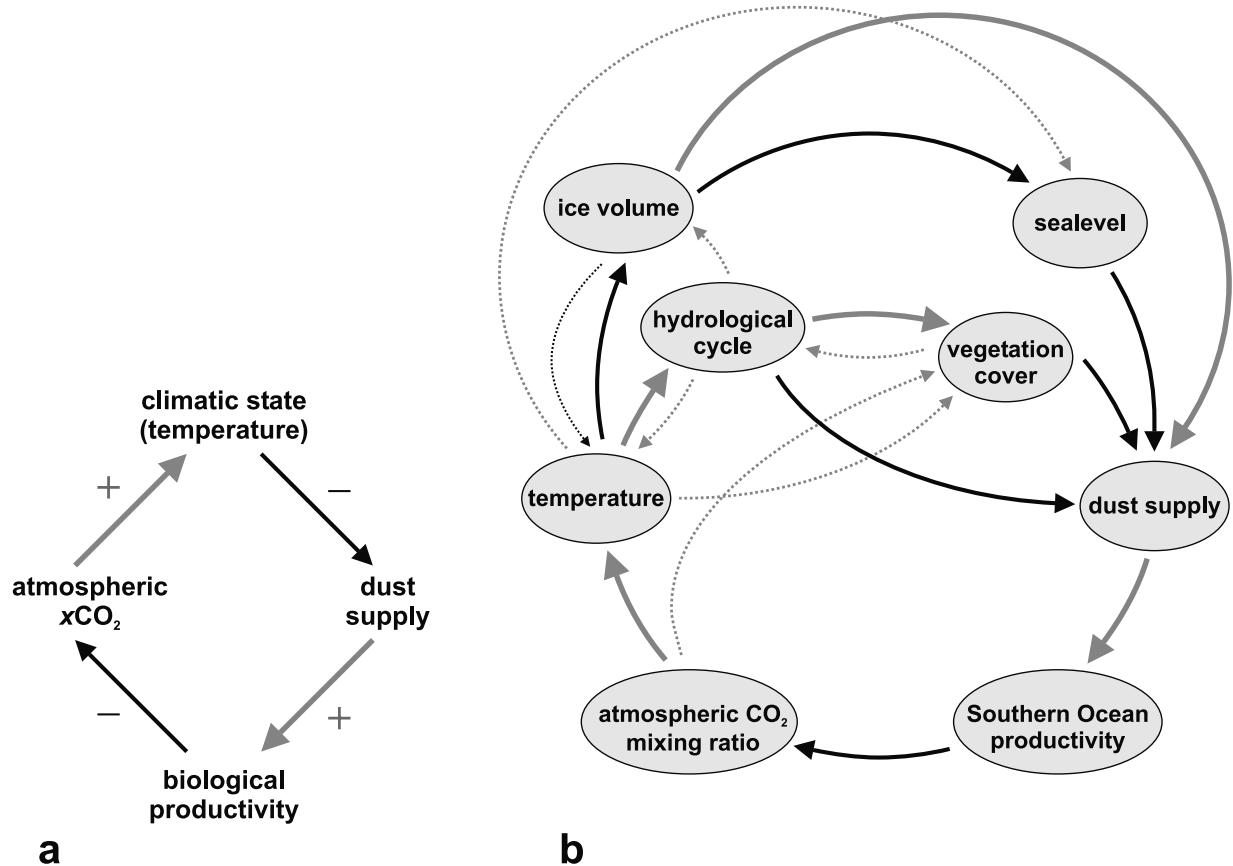 climatic state
(temperature)
+
−
atmospheric
xCO₂
dust
supply
−
+
biological
productivity
a
ice volume
sealevel
hydrological
cycle
vegetation
cover
temperature
dust supply
atmospheric CO₂
mixing ratio
Southern Ocean
productivity
b